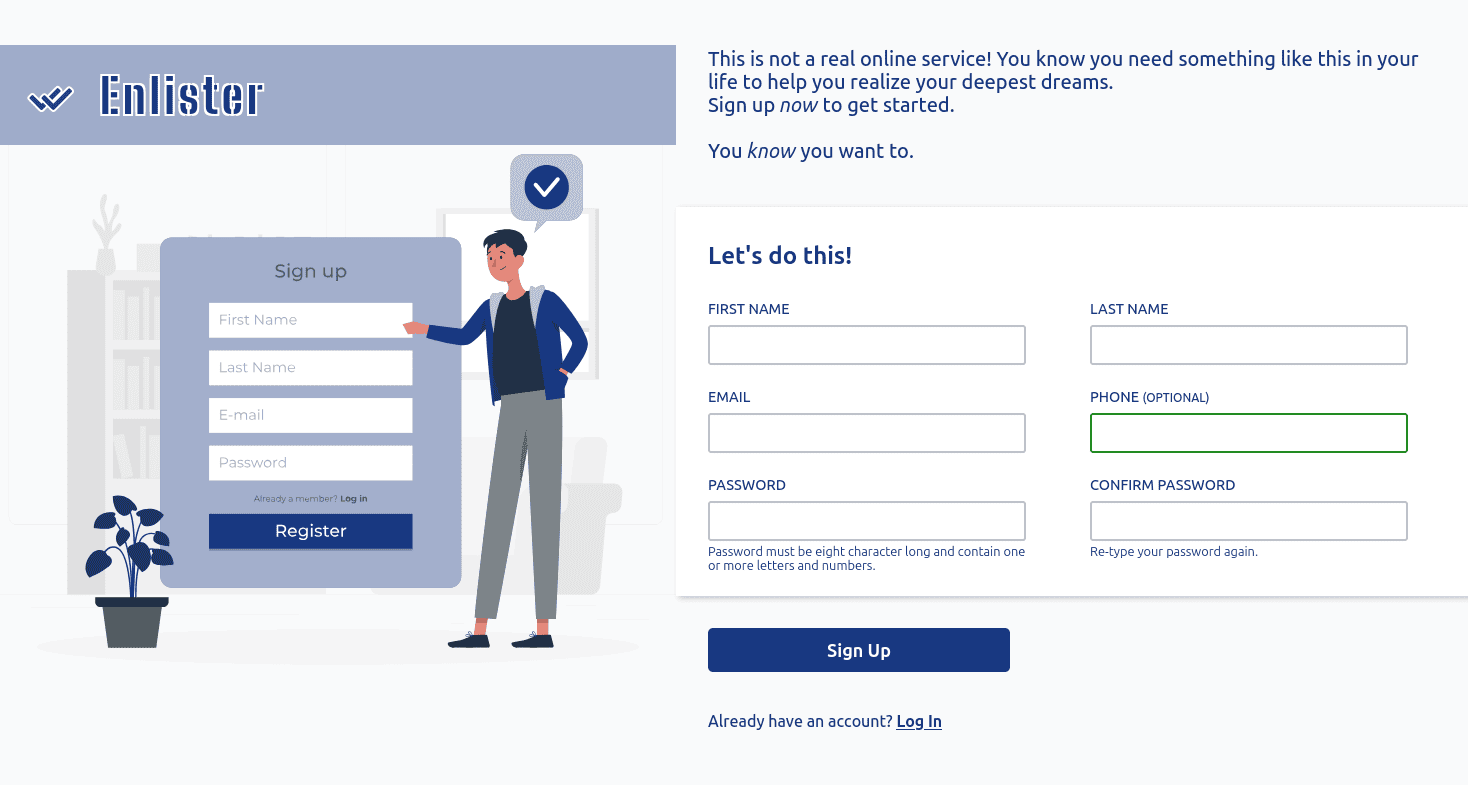 Enlister
Sign up
First Name
Last Name
E-mail
Password
Already a member? Log in
Register
This is not a real online service! You know you need something like this in your
life to help you realize your deepest dreams.
Sign up now to get started.
You know you want to.
Let's do this!
FIRST NAME
LAST NAME
EMAIL
PHONE (OPTIONAL)
PASSWORD
CONFIRM PASSWORD
Password must be eight character long and contain one
or more letters and numbers.
Re-type your password again.
Sign Up
Already have an account? Log In